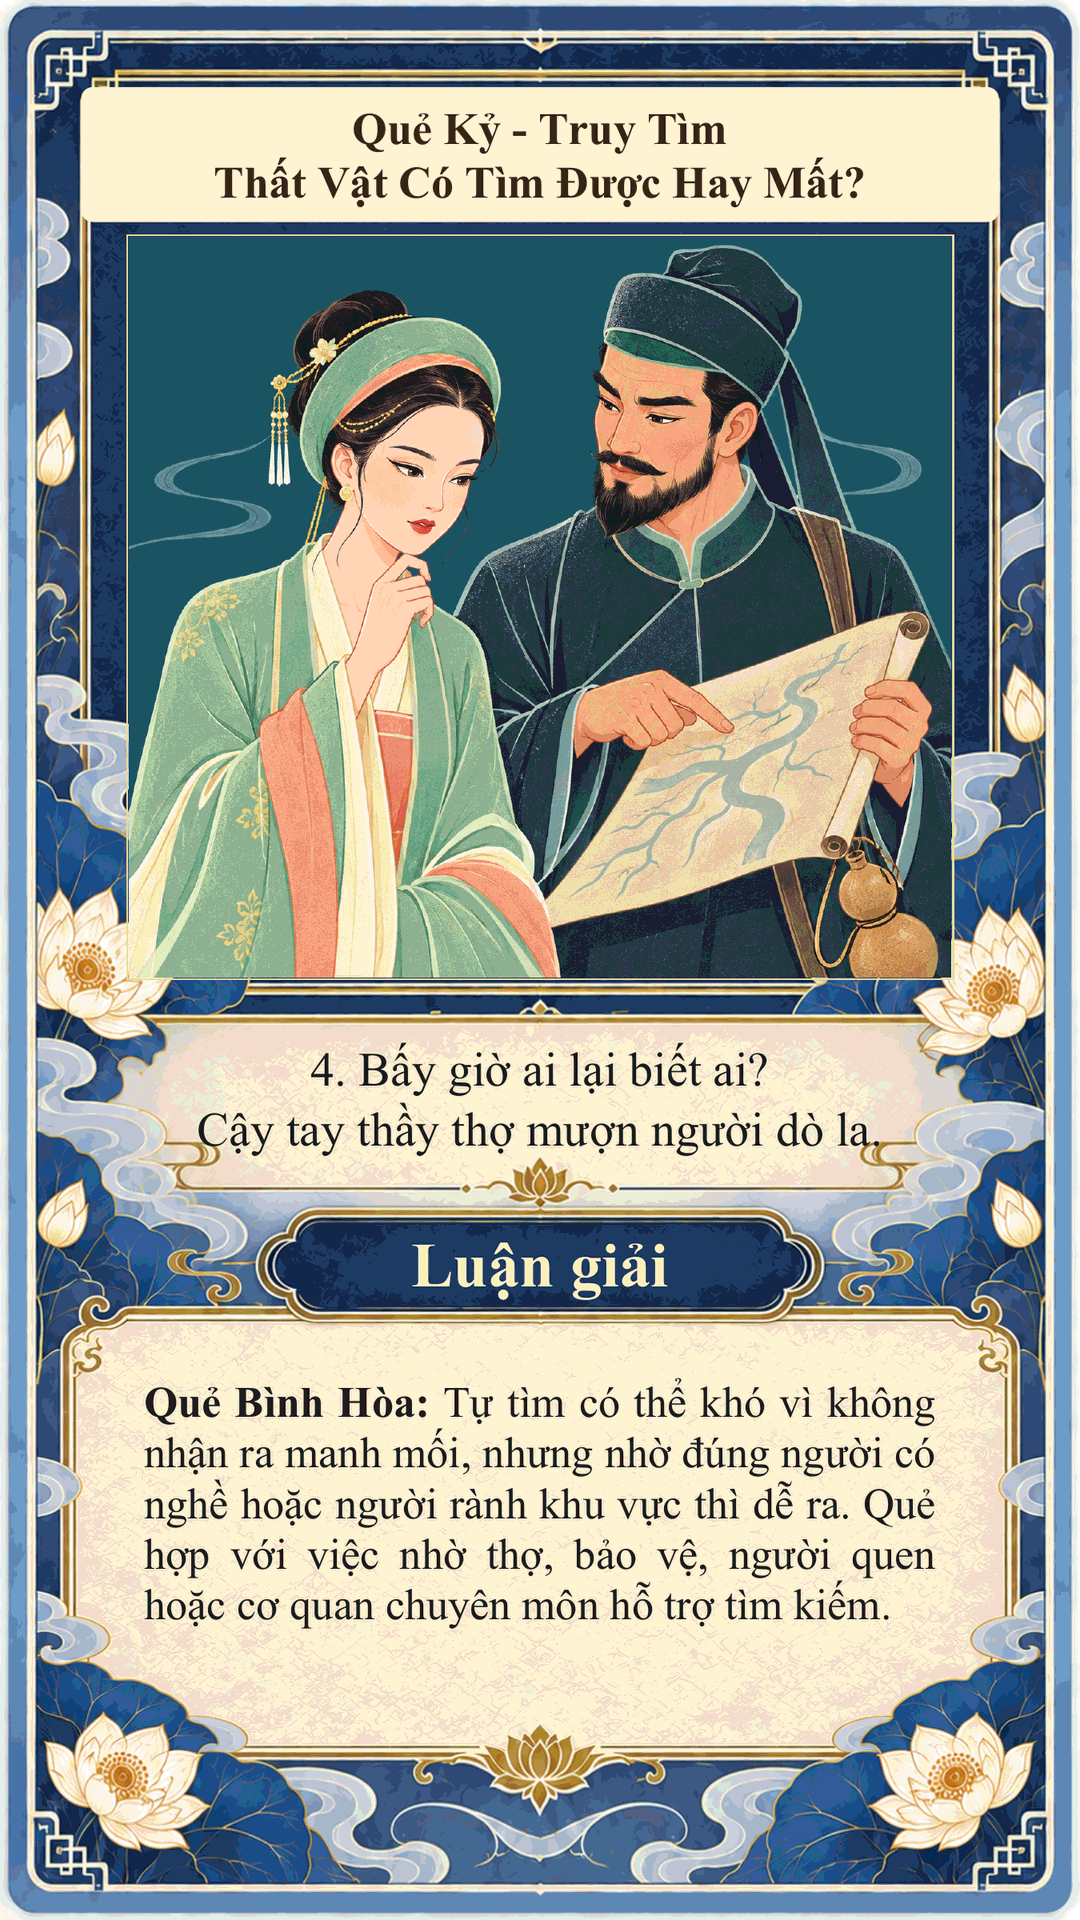 Quẻ Kỷ - Truy Tìm
Thất Vật Có Tìm Được Hay Mất?
4. Bấy giờ ai lại biết ai?
Cậy tay thầy thợ mượn người dò la.
Luận giải
Quẻ Bình Hòa: Tự tìm có thể khó vì không
nhận ra manh mối, nhưng nhờ đúng người có
nghề hoặc người rành khu vực thì dễ ra. Quẻ
hợp với việc nhờ thợ, bảo vệ, người quen
hoặc cơ quan chuyên môn hỗ trợ tìm kiếm.